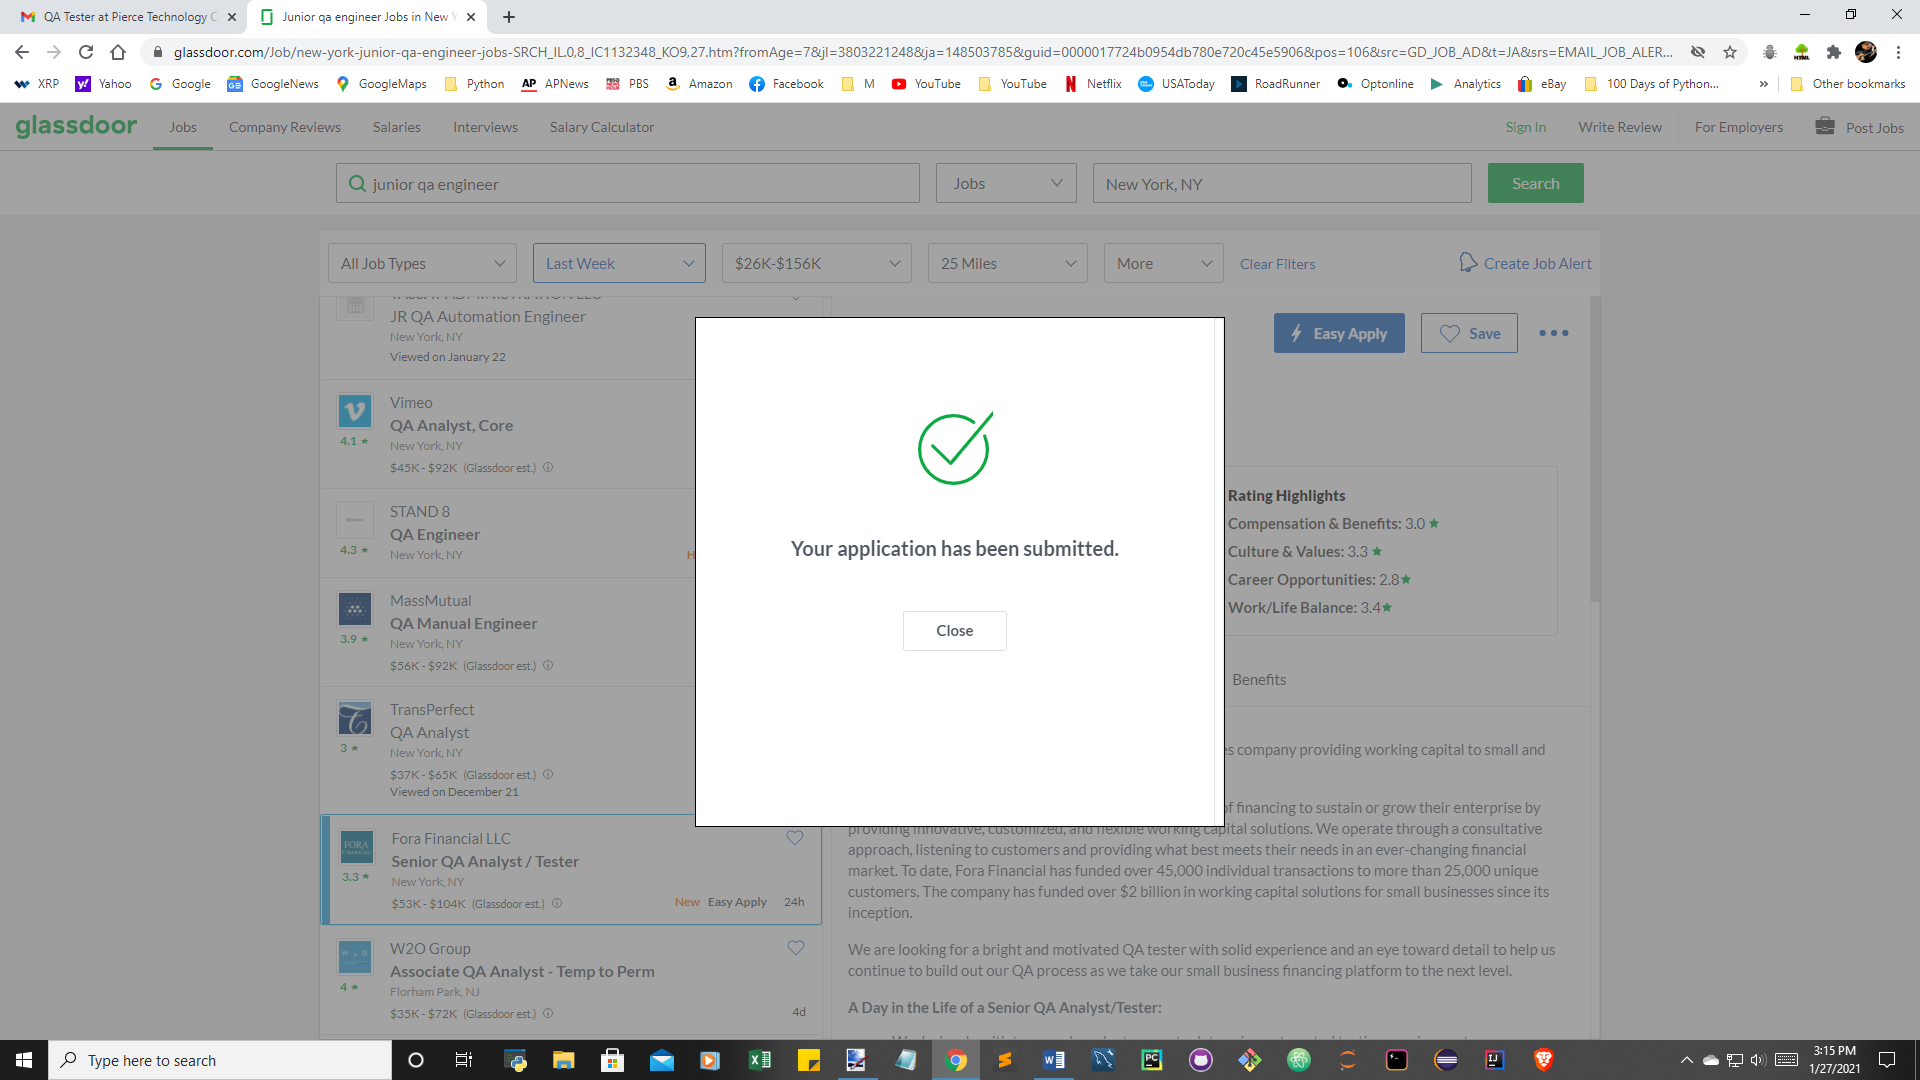 QA Tester at Pierce Technology C
Junior qa engineer Jobs in New Y
glassdoor.com/Job/new-york-junior-qa-engineer-jobs-SRCH_IL.0,8_IC1132348_KO9,27.htm?fromAge=7&jl=3803221248&ja=148503785&guid=0000017724b0954db780e720c45e5906&pos=106&src=GD_JOB_AD&t=JA&srs=EMAIL_JOB_ALER...
XRP Yahoo Google GoogleNews GoogleMaps Python APNews PBS Amazon Facebook M YouTube YouTube Netflix USAToday RoadRunner Optonline Analytics eBay 100 Days of Python... » Other bookmarks
glassdoor Jobs Company Reviews Salaries Interviews Salary Calculator Sign In Write Review For Employers Post Jobs
junior qa engineer Jobs New York, NY Search
All Job Types Last Week $26K-$156K 25 Miles More Clear Filters Create Job Alert
JR QA Automation Engineer
New York, NY
Viewed on January 22
Vimeo
QA Analyst, Core
4.1 ★ New York, NY
$45K - $92K (Glassdoor est.)
STAND 8
QA Engineer
4.3 ★ New York, NY
H
MassMutual
QA Manual Engineer
3.9 ★ New York, NY
$56K - $92K (Glassdoor est.)
TransPerfect
QA Analyst
3 ★ New York, NY
$37K - $65K (Glassdoor est.)
Viewed on December 21
FORA
Fora Financial LLC
Senior QA Analyst / Tester
3.3 ★ New York, NY
$53K - $104K (Glassdoor est.) New Easy Apply 24h
W2O Group
Associate QA Analyst - Temp to Perm
4 ★ Florham Park, NJ
$35K - $72K (Glassdoor est.) 4d
Your application has been submitted.
Close
Easy Apply Save
Rating Highlights
Compensation & Benefits: 3.0 ★
Culture & Values: 3.3 ★
Career Opportunities: 2.8 ★
Work/Life Balance: 3.4 ★
Benefits
s company providing working capital to small and
f financing to sustain or grow their enterprise by
providing innovative, customized, and flexible working capital solutions. We operate through a consultative
approach, listening to customers and providing what best meets their needs in an ever-changing financial
market. To date, Fora Financial has funded over 45,000 individual transactions to more than 25,000 unique
customers. The company has funded over $2 billion in working capital solutions for small businesses since its
inception.
We are looking for a bright and motivated QA tester with solid experience and an eye toward detail to help us
continue to build out our QA process as we take our small business financing platform to the next level.
A Day in the Life of a Senior QA Analyst/Tester:
Type here to search
3:15 PM
1/27/2021